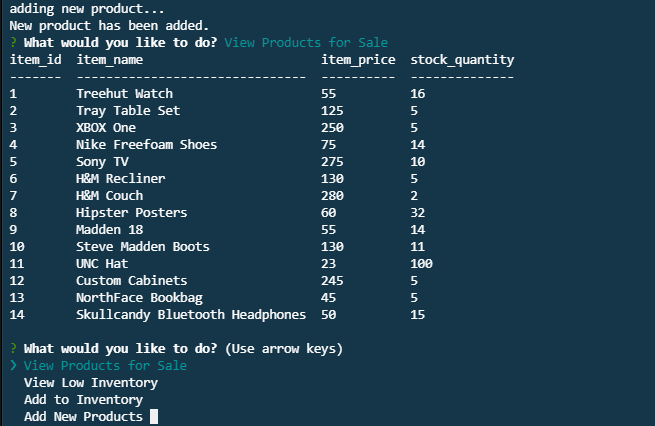 adding new product...
New product has been added.
? What would you like to do? View Products for Sale
item_id  item_name                        item_price  stock_quantity
-------  -------------------------------  ----------  --------------
1        Treehut Watch                    55          16
2        Tray Table Set                   125         5
3        XBOX One                         250         5
4        Nike Freefoam Shoes              75          14
5        Sony TV                          275         10
6        H&M Recliner                     130         5
7        H&M Couch                        280         2
8        Hipster Posters                  60          32
9        Madden 18                        55          14
10       Steve Madden Boots               130         11
11       UNC Hat                          23          100
12       Custom Cabinets                  245         5
13       NorthFace Bookbag                45          5
14       Skullcandy Bluetooth Headphones  50          15
? What would you like to do? (Use arrow keys)
❯ View Products for Sale
  View Low Inventory
  Add to Inventory
  Add New Products